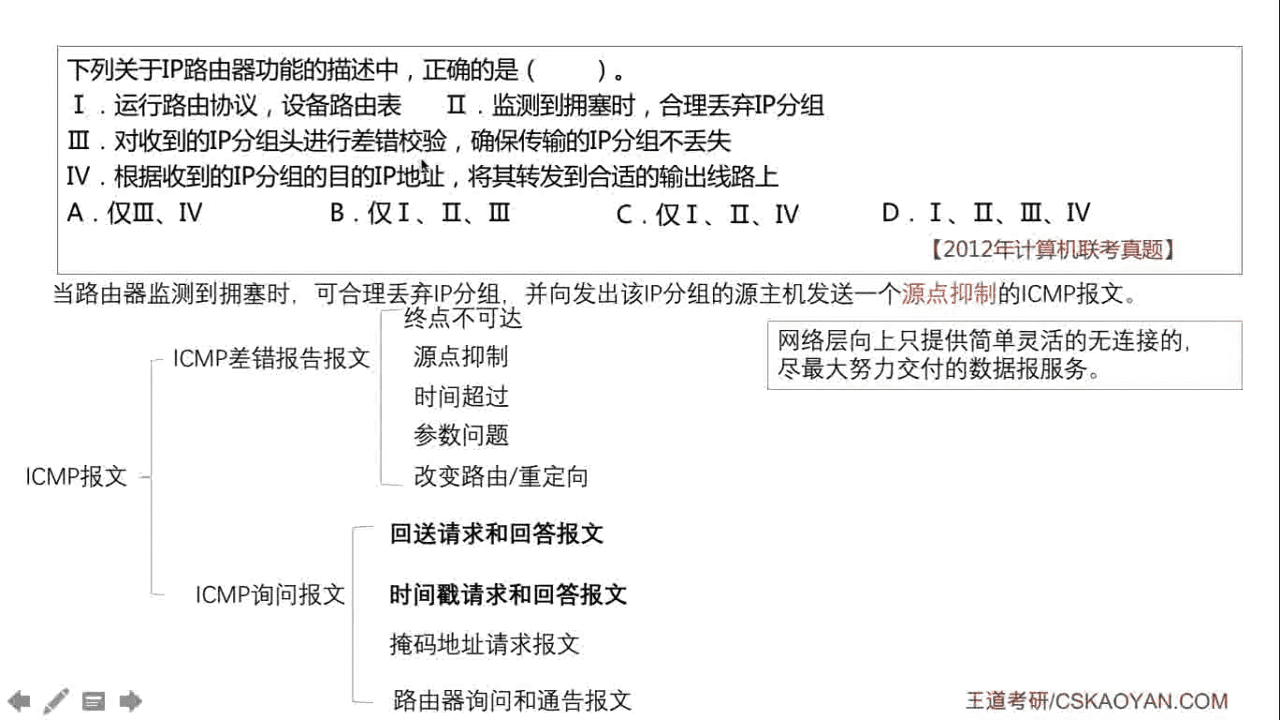 下列关于IP路由器功能的描述中，正确的是（　　）。
Ⅰ．运行路由协议，设备路由表　Ⅱ．监测到拥塞时，合理丢弃IP分组
Ⅲ．对收到的IP分组头进行差错校验，确保传输的IP分组不丢失
Ⅳ．根据收到的IP分组的目的IP地址，将其转发到合适的输出线路上
A．仅Ⅲ、Ⅳ　B．仅Ⅰ、Ⅱ、Ⅲ　C．仅Ⅰ、Ⅱ、Ⅳ　D．Ⅰ、Ⅱ、Ⅲ、Ⅳ
【2012年计算机联考真题】
当路由器监测到拥塞时，可合理丢弃IP分组，并向发出该IP分组的源主机发送一个源点抑制的ICMP报文。
网络层向上只提供简单灵活的无连接的，
尽最大努力交付的数据报服务。
ICMP报文
ICMP差错报告报文
终点不可达
源点抑制
时间超过
参数问题
改变路由/重定向
ICMP询问报文
回送请求和回答报文
时间戳请求和回答报文
掩码地址请求报文
路由器询问和通告报文
王道考研/CSKAOYAN.COM